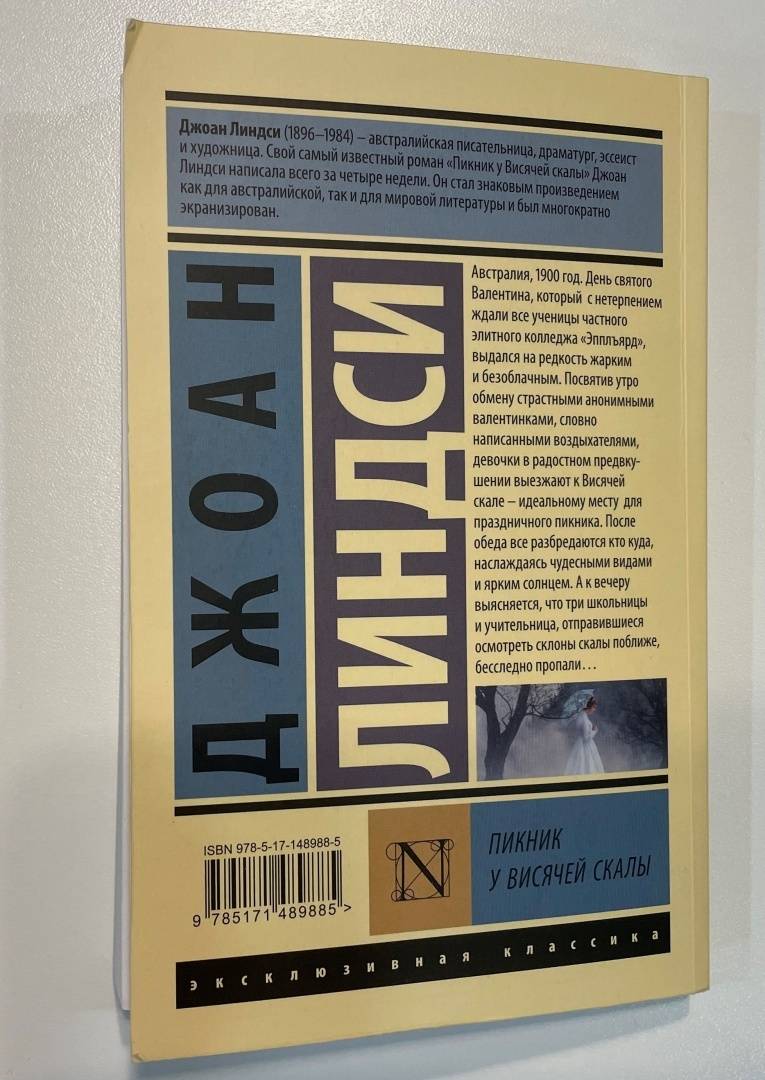 Джоан Линдси (1896–1984) – австралийская писательница, драматург, эссеист
и художница. Свой самый известный роман «Пикник у Висячей скалы» Джоан
Линдси написала всего за четыре недели. Он стал знаковым произведением
как для австралийской, так и для мировой литературы и был многократно
экранизирован.
ДЖОАН
ЛИНДСИ
Австралия, 1900 год. День святого
Валентина, который с нетерпением
ждали все ученицы частного
элитного колледжа «Эпплъярд»,
выдался на редкость жарким
и безоблачным. Посвятив утро
обмену страстными анонимными
валентинками, словно
написанными воздыхателями,
девочки в радостном предвку-
шении выезжают к Висячей
скале – идеальному месту для
праздничного пикника. После
обеда все разбредаются кто куда,
наслаждаясь чудесными видами
и ярким солнцем. А к вечеру
выясняется, что три школьницы
и учительница, отправившиеся
осмотреть склоны скалы поближе,
бесследно пропали...
ISBN 978-5-17-148988-5
9 785171 489885 >
N
ПИКНИК
У ВИСЯЧЕЙ СКАЛЫ
эксклюзивная классика